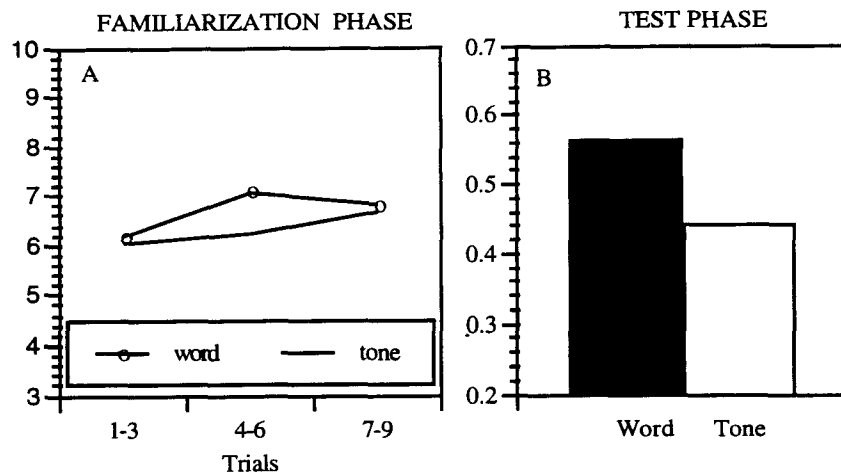 FAMILIARIZATION PHASE
A
10
9
8
7
6
5
4
3
word tone
1-3 4-6 7-9
Trials
TEST PHASE
B
0.7
0.6
0.5
0.4
0.3
0.2
Word Tone